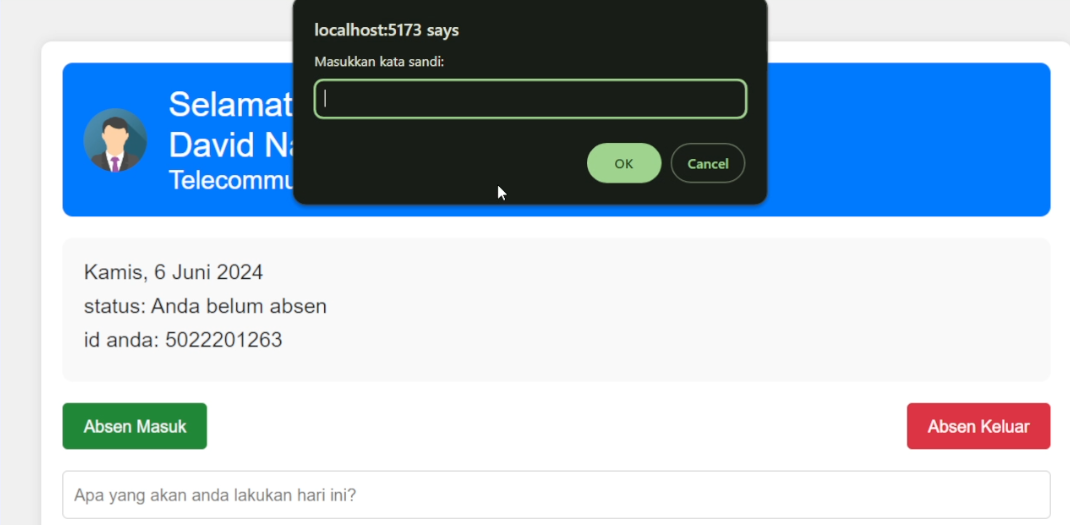 localhost:5173 says
Masukkan kata sandi:
OK
Cancel
Selamat
David
Kamis, 6 Juni 2024
status: Anda belum absen
id anda: 5022201263
Absen Masuk
Absen Keluar
Apa yang akan anda lakukan hari ini?